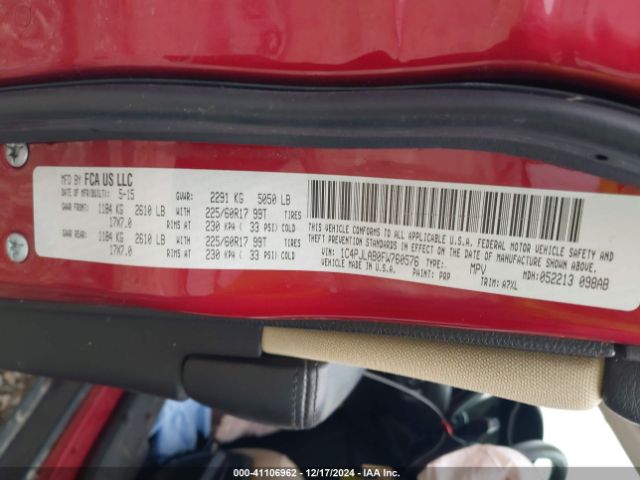 MFD BY FCA US LLC
DATE OF MFR/BUILT: 5-15 GVWR: 2291 KG 5050 LB
GAWR FRONT: 1184 KG 2610 LB WITH 225/60R17 99T TIRES
17X7.0 RIMS AT 230 KPA ( 33 PSI) COLD
GAWR REAR: 1184 KG 2610 LB WITH 225/60R17 99T TIRES
17X7.0 RIMS AT 230 KPA ( 33 PSI) COLD
THIS VEHICLE CONFORMS TO ALL APPLICABLE U.S.A. FEDERAL MOTOR VEHICLE SAFETY, BUMPER, AND
THEFT PREVENTION STANDARDS IN EFFECT ON THE DATE OF MANUFACTURE SHOWN ABOVE.
MANUFACTURED IN U.S.A.
VIN: 1C4PJLAB0FW760576 TYPE: MPV MDH: 052213 098AB
PAINT: PRP TRIM: A7XL
00-41106962 - 12/17/2024 - IAA Inc.